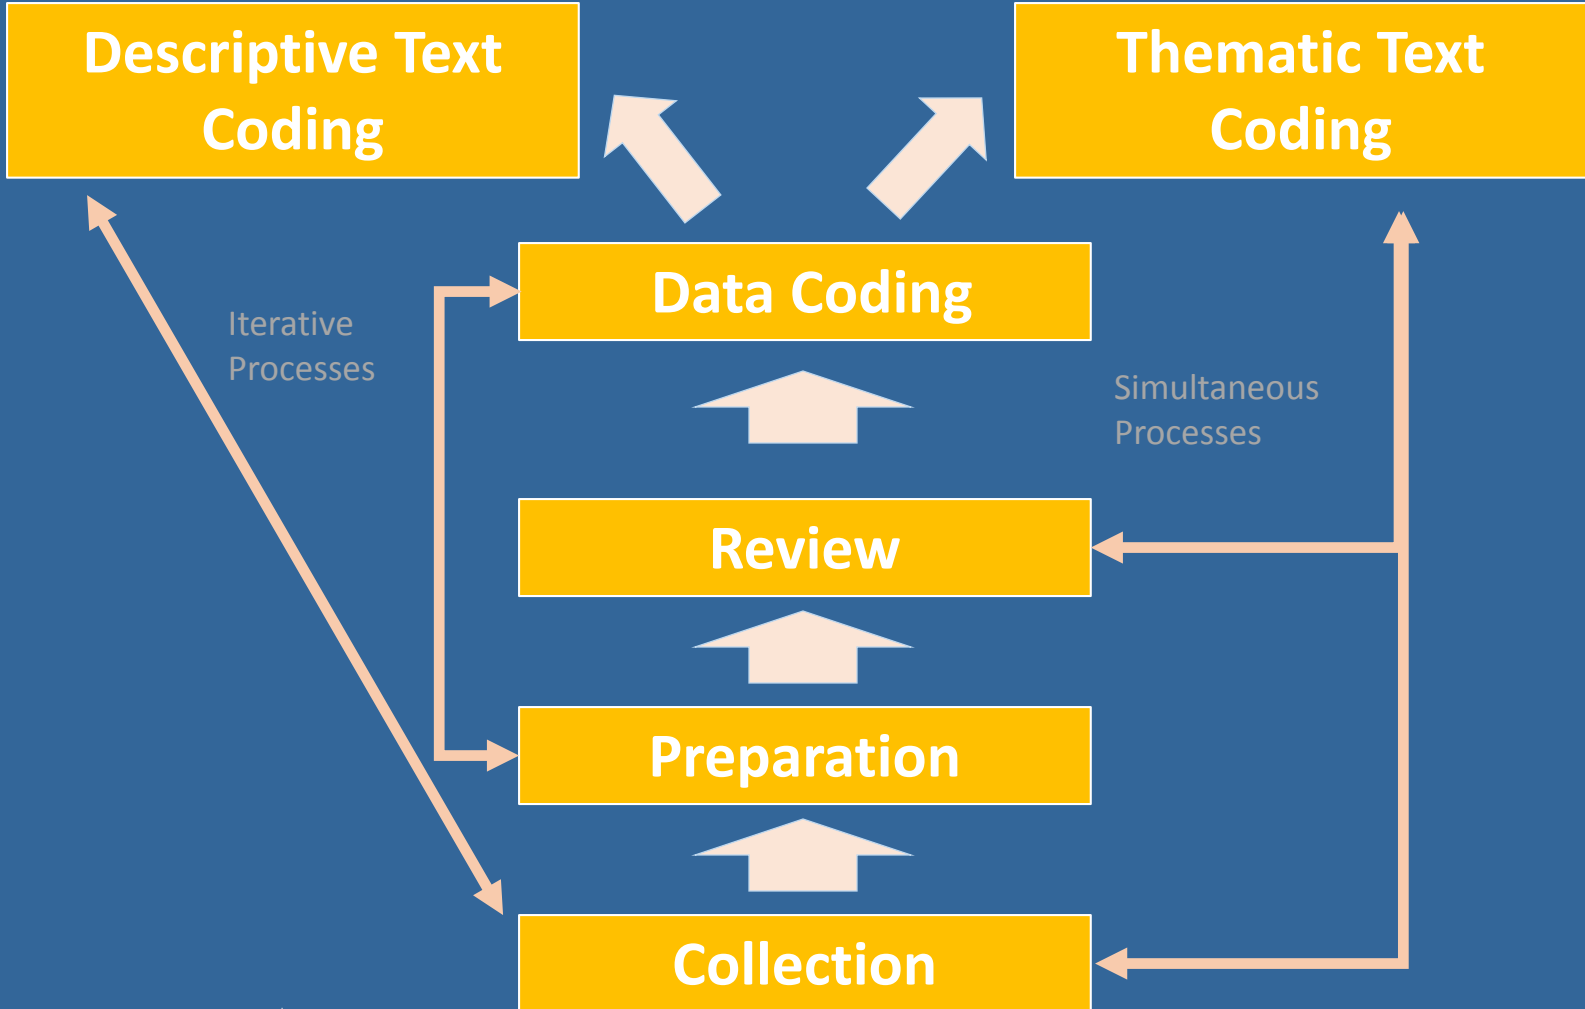 Descriptive Text
Coding
Thematic Text
Coding
Data Coding
Iterative
Processes
Simultaneous
Processes
Review
Preparation
Collection